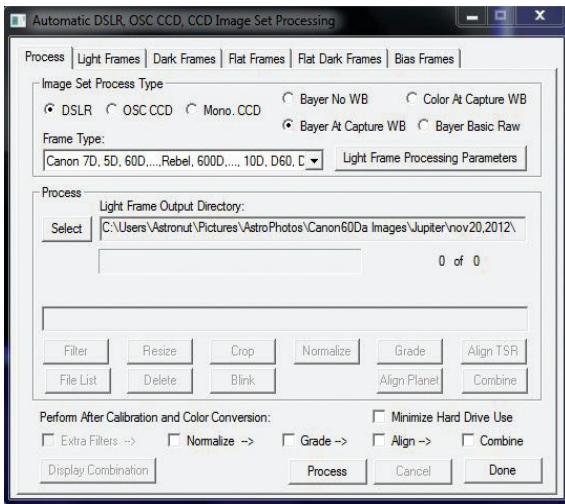 Automatic DSLR, OSC CCD, CCD Image Set Processing
Process Light Frames Dark Frames Flat Frames Flat Dark Frames Bias Frames
Image Set Process Type
DSLR OSC CCD Mono. CCD
Bayer No WB Color At Capture WB
Bayer At Capture WB Bayer Basic Raw
Frame Type:
Canon 7D, 5D, 60D,...,Rebel, 600D,..., 10D, D60, D
Light Frame Processing Parameters
Process
Light Frame Output Directory:
Select C:\Users\Astronut\Pictures\AstroPhotos\Canon60Da Images\Jupiter\nov20,2012\
0 of 0
Filter Resize Crop Normalize Grade Align TSR
File List Delete Blink Align Planet Combine
Perform After Calibration and Color Conversion: Minimize Hard Drive Use
Extra Filters --> Normalize --> Grade --> Align --> Combine
Display Combination Process Cancel Done